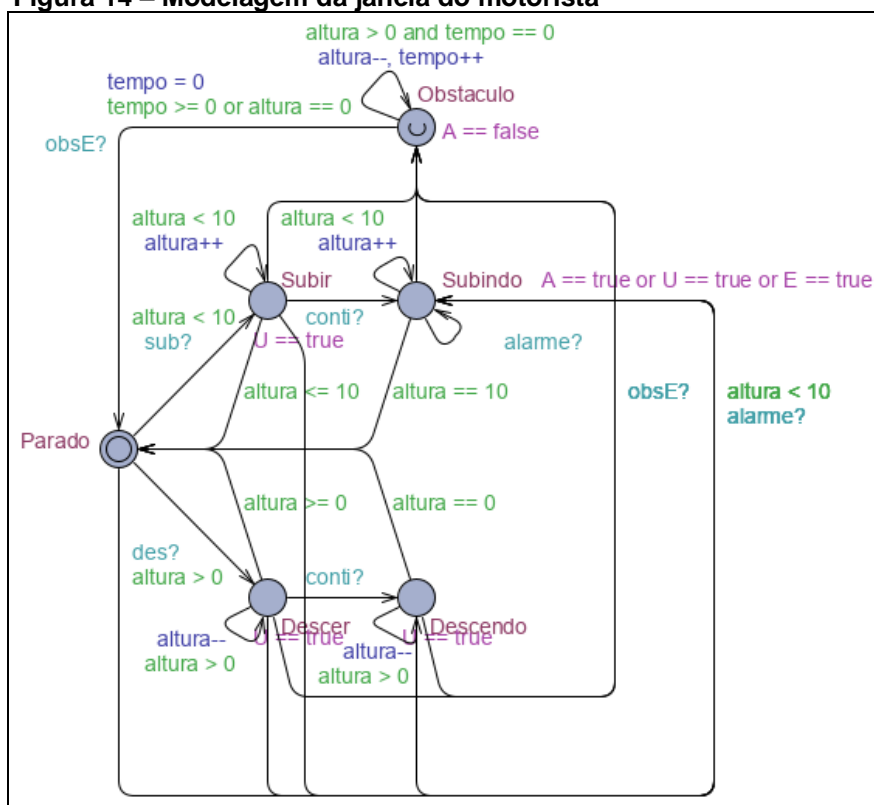 Figura 14 – Modelagem da janela do motorista
altura > 0 and tempo == 0
altura--, tempo++
tempo = 0
tempo >= 0 or altura == 0
Obstaculo
A == false
obsE?
altura < 10
altura++
altura < 10
altura++
Subir
Subindo
A == true or U == true or E == true
altura < 10
sub?
U == true
conti?
alarme?
altura <= 10
altura == 10
obsE?
altura < 10
alarme?
Parado
altura >= 0
altura == 0
des?
altura > 0
conti?
Descer
U == true
Descendo
U == true
altura--
altura > 0
altura--
altura > 0